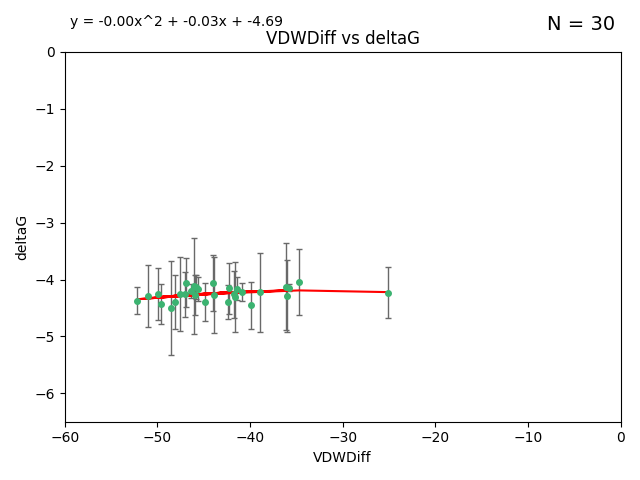 y = -0.00x^2 + -0.03x + -4.69
N = 30
VDWDiff vs deltaG
0
−1
−2
−3
−4
−5
−6
deltaG
−60 −50 −40 −30 −20 −10 0
VDWDiff